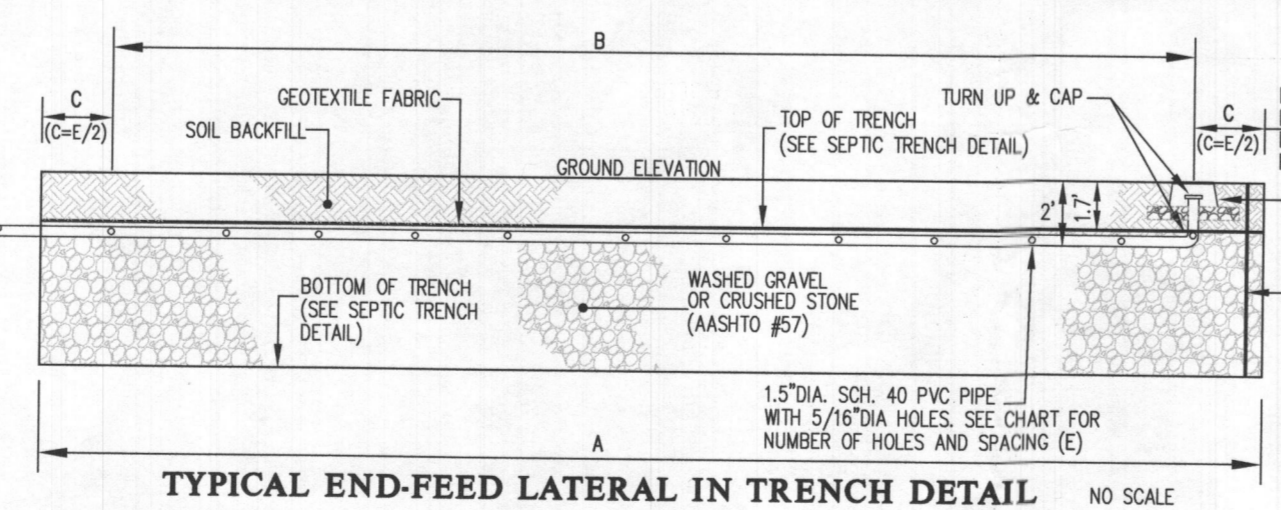 B
C
(C=E/2)
GEOTEXTILE FABRIC
SOIL BACKFILL
GROUND ELEVATION
TOP OF TRENCH
(SEE SEPTIC TRENCH DETAIL)
TURN UP & CAP
C
(C=E/2)
2'
1.7'
BOTTOM OF TRENCH
(SEE SEPTIC TRENCH
DETAIL)
WASHED GRAVEL
OR CRUSHED STONE
(AASHTO #57)
1.5"DIA. SCH. 40 PVC PIPE
WITH 5/16"DIA HOLES. SEE CHART FOR
NUMBER OF HOLES AND SPACING (E)
A
TYPICAL END-FEED LATERAL IN TRENCH DETAIL
NO SCALE